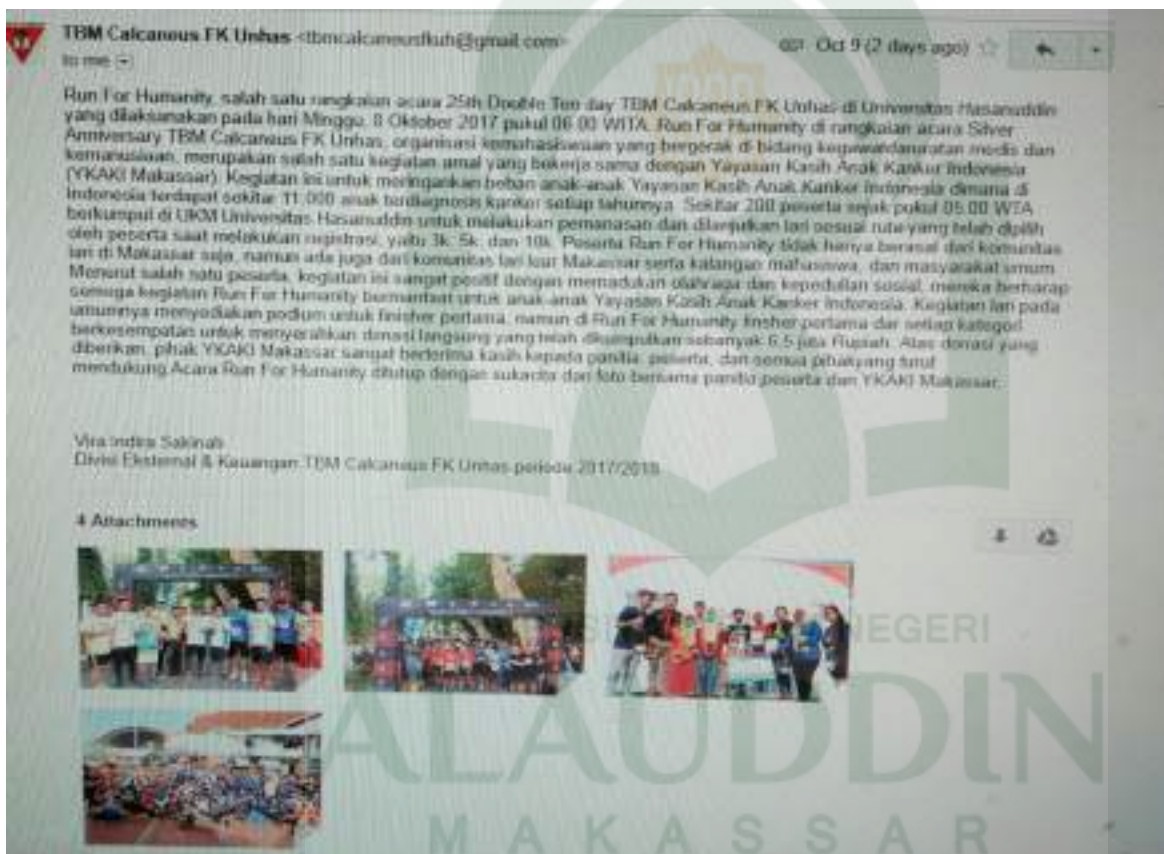 TBM Calcaneus FK Unhas <tbmcalcaneusfkuh@gmail.com>
Oct 9 (2 days ago)
to me
Run For Humanity, salah satu rangkaian acara 25th Double Ten day TBM Calcaneus FK Unhas di Universitas Hasanuddin
yang dilaksanakan pada hari Minggu, 8 Oktober 2017 pukul 06.00 WITA. Run For Humanity di rangkaian acara Silver
Anniversary TBM Calcaneus FK Unhas, organisasi kemahasiswaan yang bergerak di bidang kegawandaruratan medis dan
kemanusiaan, merupakan salah satu kegiatan amal yang bekerja sama dengan Yayasan Kasih Anak Kanker Indonesia
(YKAKI Makassar). Kegiatan ini untuk meringankan beban anak-anak Yayasan Kasih Anak Kanker Indonesia dimana di
Indonesia terdapat sekitar 11.000 anak terdiagnosis kanker setiap tahunnya. Sekitar 200 peserta sejak pukul 05.00 WITA
berkumpul di UKM Universitas Hasanuddin untuk melakukan pemanasan dan dilanjutkan lari sesuai rute yang telah dipilih
oleh peserta saat melakukan registrasi, yaitu 3k, 5k, dan 10k. Peserta Run For Humanity tidak hanya berasal dari komunitas
lari di Makassar saja, namun ada juga dari komunitas lari luar Makassar serta kalangan mahasiswa, dan masyarakat umum.
Menurut salah satu peserta, kegiatan ini sangat positif dengan memadukan olahraga dan kepedulian sosial, mereka berharap
semoga kegiatan Run For Humanity bermanfaat untuk anak-anak Yayasan Kasih Anak Kanker Indonesia. Kegiatan lari pada
umumnya menyediakan podium untuk finisher pertama, namun di Run For Humanity finsher pertama dar setiap kategori
berkesempatan untuk menyerahkan donasi langsung yang telah dikumpulkan sebanyak 6,5 juta Rupiah. Atas donasi yang
diberikan, pihak YKAKI Makassar sangat berterima kasih kepada panitia, peserta, dan semua pihakyang turut
mendukung.Acara Run For Humanity ditutup dengan sukacita dan foto bersama panitia,peserta dan YKAKI Makassar.
Vira Indira Sakinah
Divisi Eksternal & Keuangan TBM Calcaneus FK Unhas periode 2017/2018
4 Attachments
NEGERI
ALAUDDIN
MAKASSAR